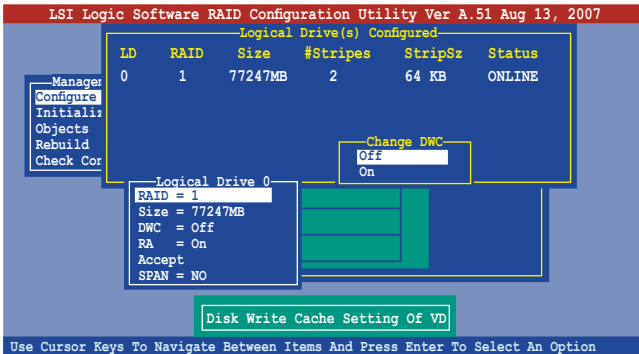 LSI Logic Software RAID Configuration Utility Ver A.51 Aug 13, 2007
Logical Drive(s) Configured
LD RAID Size #Stripes StripSz Status
0 1 77247MB 2 64 KB ONLINE
Configure
Objects
Rebuild
Check
Change DWC
Off
On
Logical Drive 0
RAID = 1
Size = 77247MB
DWC = Off
RA = On
Accept
SPAN = NO
Disk Write Cache Setting Of VD
Use Cursor Keys To Navigate Between Items And Press Enter To Select An Option